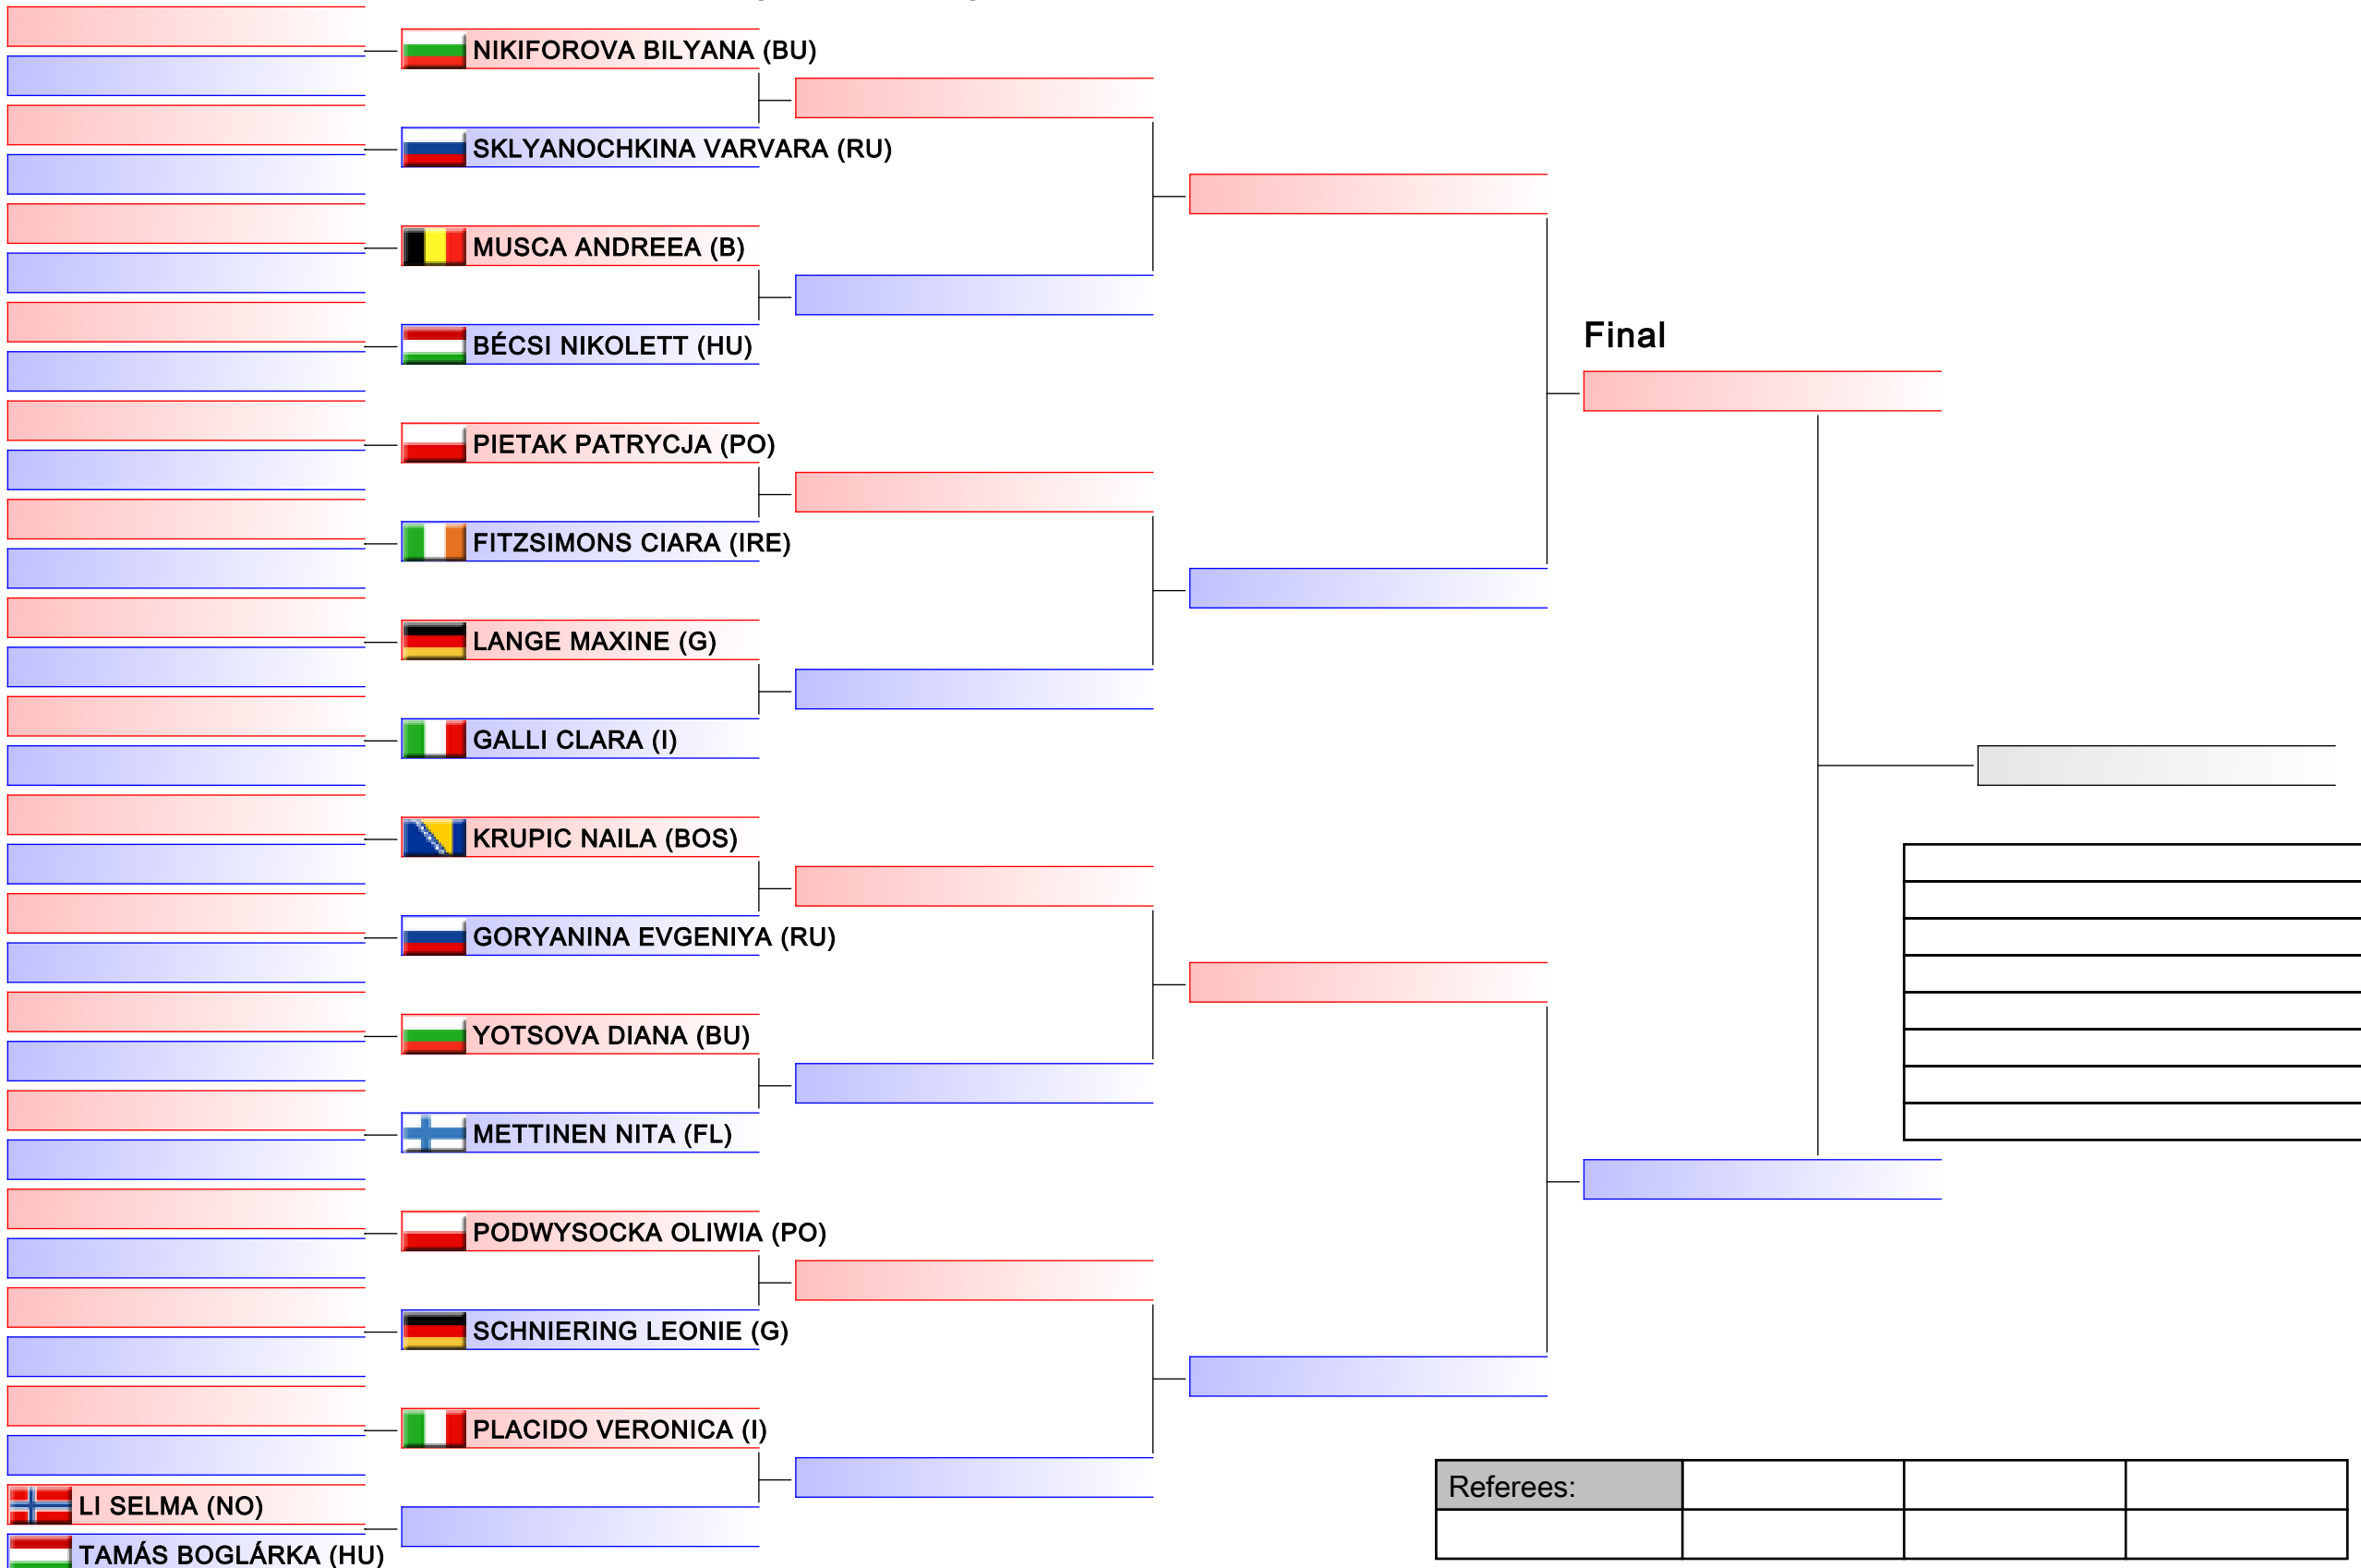 NIKIFOROVA BILYANA (BU)
SKLYANOCHKINA VARVARA (RU)
MUSCA ANDREEA (B)
BÉCSI NIKOLETT (HU)
Final
PIETAK PATRYCJA (PO)
FITZSIMONS CIARA (IRE)
LANGE MAXINE (G)
GALLI CLARA (I)
KRUPIC NAILA (BOS)
GORYANINA EVGENIYA (RU)
YOTSOVA DIANA (BU)
METTINEN NITA (FL)
PODWYSOCKA OLIWIA (PO)
SCHNIERING LEONIE (G)
PLACIDO VERONICA (I)
Referees:
LI SELMA (NO)
TAMÁS BOGLÁRKA (HU)